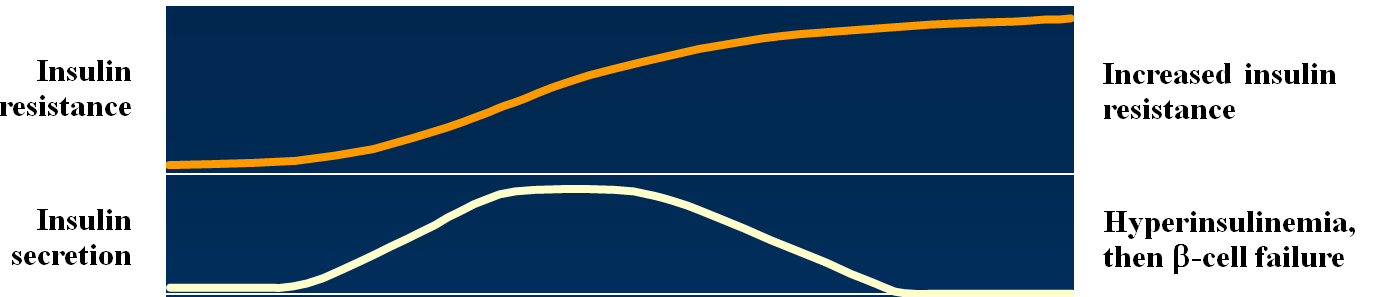 Insulin
resistance
Increased insulin
resistance
Insulin
secretion
Hyperinsulinemia,
then β-cell failure